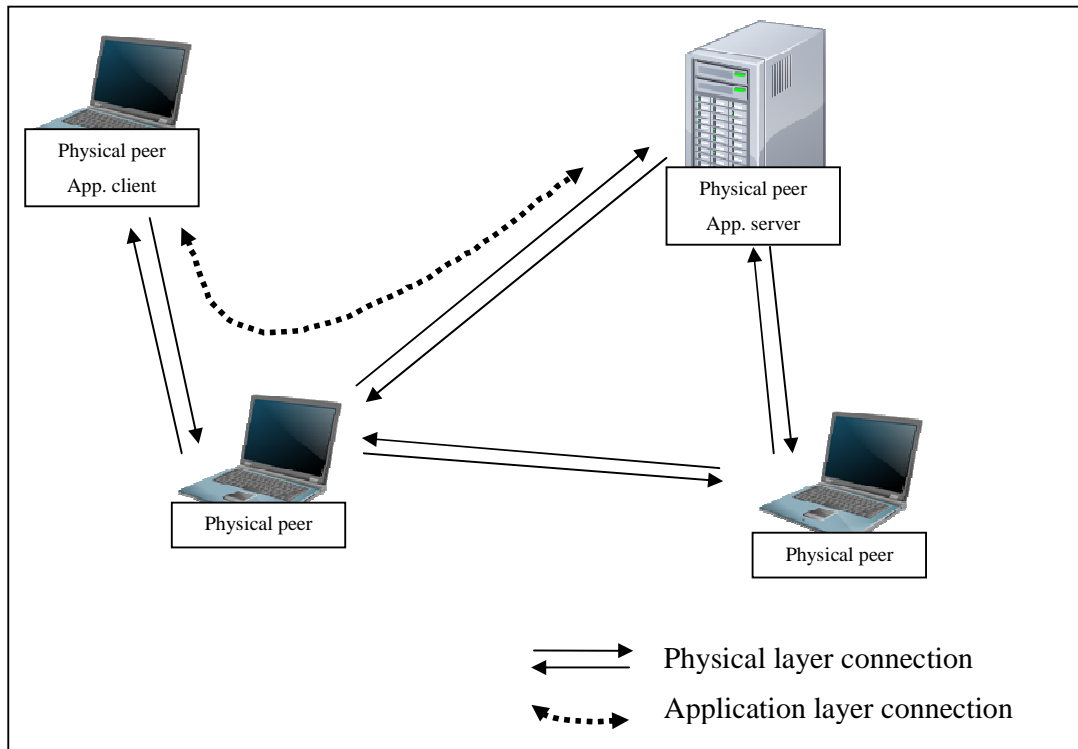 Physical peer
App. client
Physical peer
App. server
Physical peer
Physical peer
Physical layer connection
Application layer connection